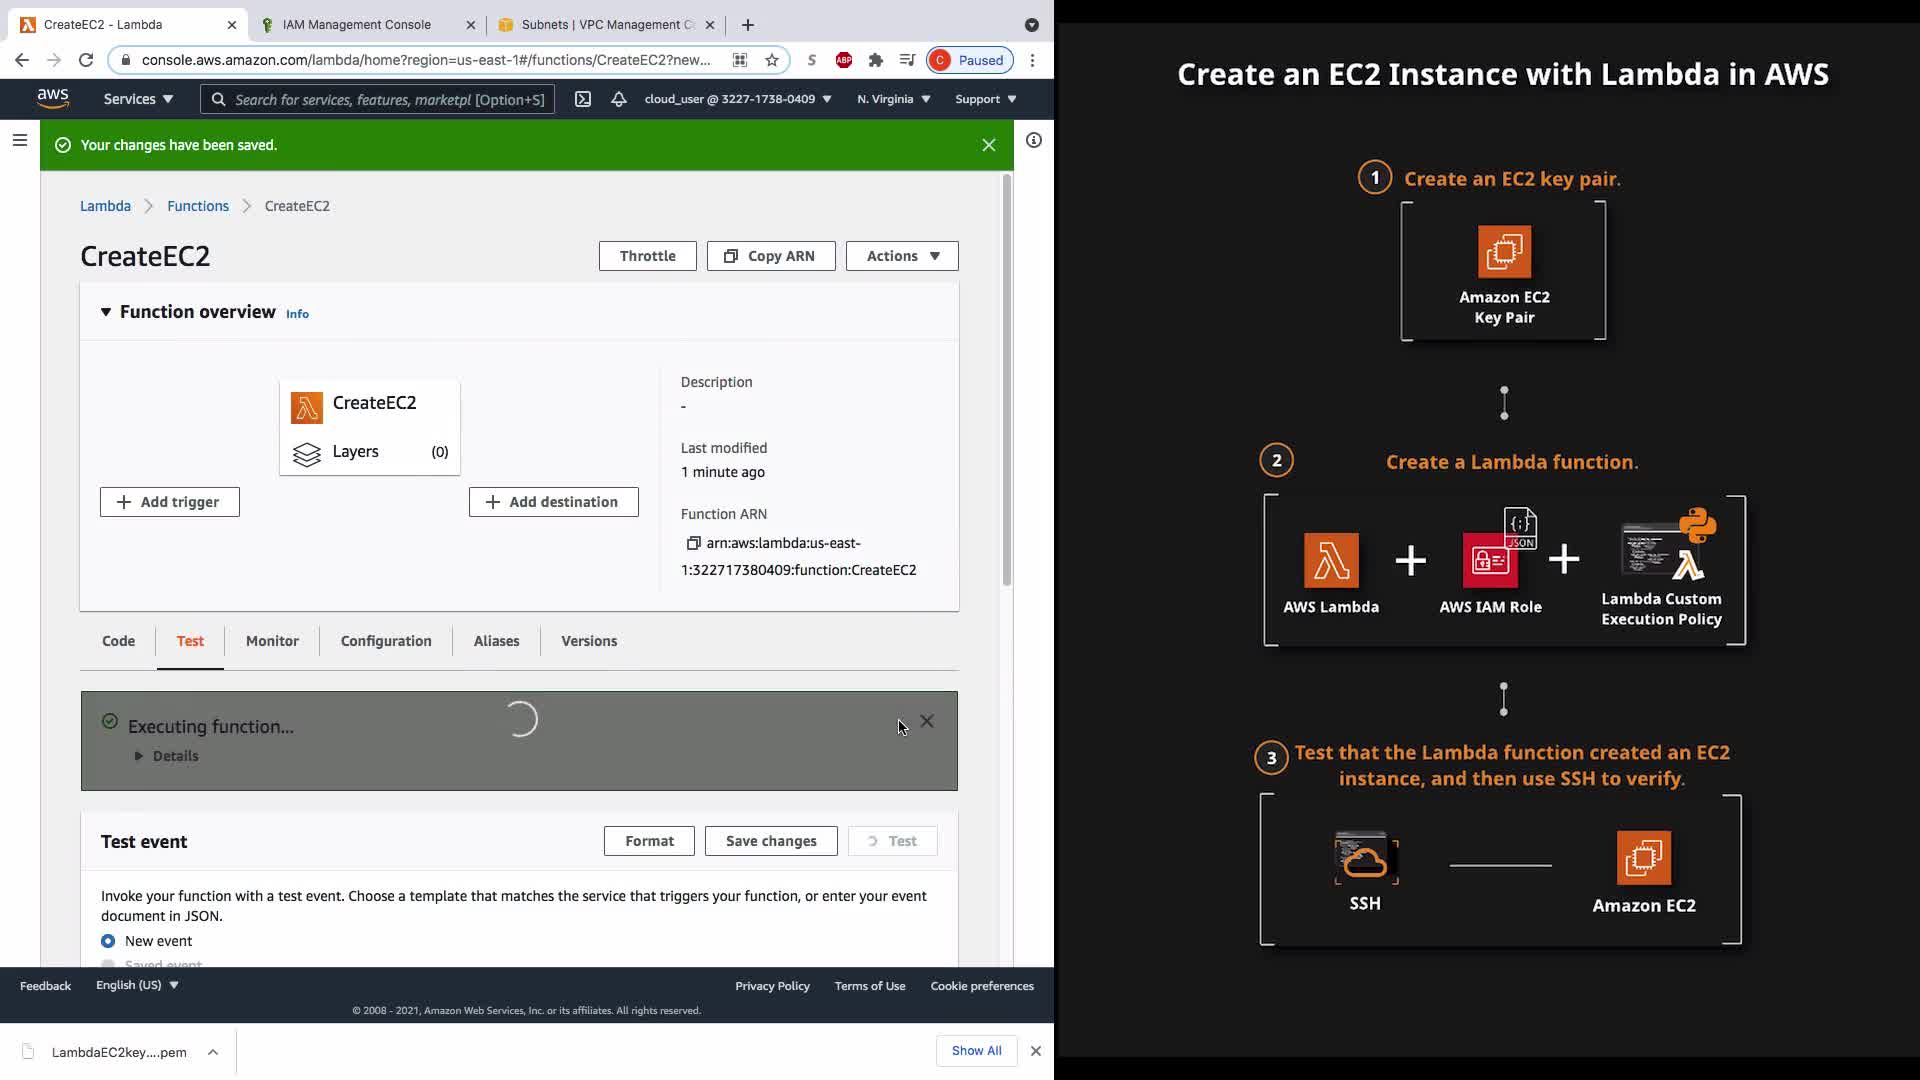 CreateEC2 - Lambda
IAM Management Console
Subnets | VPC Management C
console.aws.amazon.com/lambda/home?region=us-east-1#/functions/CreateEC2?new...
S
ABP
C Paused
aws
Services
Search for services, features, marketpl [Option+S]
cloud_user @ 3227-1738-0409
N. Virginia
Support
Your changes have been saved.
Lambda
Functions
CreateEC2
CreateEC2
Throttle
Copy ARN
Actions
Function overview
Info
CreateEC2
Layers
(0)
Add trigger
Add destination
Description
-
Last modified
1 minute ago
Function ARN
arn:aws:lambda:us-east-
1:322717380409:function:CreateEC2
Code
Test
Monitor
Configuration
Aliases
Versions
Executing function...
Details
Test event
Format
Save changes
Test
Invoke your function with a test event. Choose a template that matches the service that triggers your function, or enter your event
document in JSON.
New event
Saved event
Feedback
English (US)
Privacy Policy
Terms of Use
Cookie preferences
© 2008 - 2021, Amazon Web Services, Inc. or its affiliates. All rights reserved.
LambdaEC2key....pem
Show All
Create an EC2 Instance with Lambda in AWS
1
Create an EC2 key pair.
Amazon EC2
Key Pair
2
Create a Lambda function.
{;}
JSON
AWS Lambda
AWS IAM Role
Lambda Custom
Execution Policy
3
Test that the Lambda function created an EC2
instance, and then use SSH to verify.
SSH
Amazon EC2